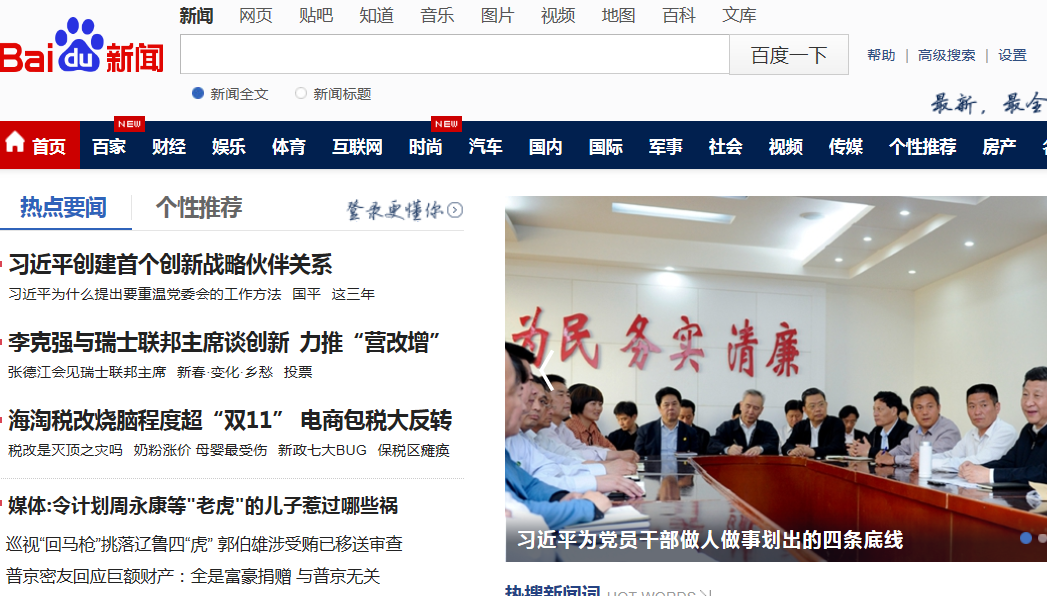 新闻 网页 贴吧 知道 音乐 图片 视频 地图 百科 文库
Baidu新闻
百度一下
帮助 | 高级搜索 | 设置
新闻全文 新闻标题
最新，最全
NEW NEW
首页 百家 财经 娱乐 体育 互联网 时尚 汽车 国内 国际 军事 社会 视频 传媒 个性推荐 房产
热点要闻 个性推荐 登录更懂你
习近平创建首个创新战略伙伴关系
习近平为什么提出要重温党委会的工作方法 国平 这三年
李克强与瑞士联邦主席谈创新 力推“营改增”
张德江会见瑞士联邦主席 新春·变化·乡愁 投票
海淘税改烧脑程度超“双11” 电商包税大反转
税改是灭顶之灾吗 奶粉涨价 母婴最受伤 新政七大BUG 保税区瘫痪
媒体:令计划周永康等"老虎"的儿子惹过哪些祸
巡视“回马枪”挑落辽鲁四“虎” 郭伯雄涉受贿已移送审查
普京密友回应巨额财产：全是富豪捐赠 与普京无关
为民 务实 清廉
习近平为党员干部做人做事划出的四条底线
热搜新闻词 HOT WORDS